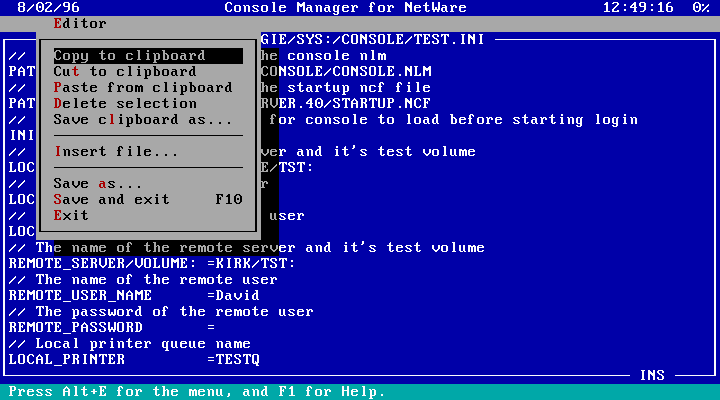 8/02/96 Console Manager for NetWare 12:49:16 0%
Editor
GIE/SYS:/CONSOLE/TEST.INI
// Copy to clipboard he console nlm
PAT Cut to clipboard CONSOLE/CONSOLE.NLM
// Paste from clipboard he startup ncf file
PAT Delete selection RVER.40/STARTUP.NCF
// Save clipboard as... for console to load before starting login
INI
// Insert file... ver and it's test volume
LOC E/TST:
// Save as... r
LOC Save and exit F10
// Exit user
LOC
// The name of the remote server and it's test volume
REMOTE_SERVER/VOLUME: =KIRK/TST:
// The name of the remote user
REMOTE_USER_NAME =David
// The password of the remote user
REMOTE_PASSWORD =
// Local printer queue name
LOCAL_PRINTER =TESTQ
INS
Press Alt+E for the menu, and F1 for Help.